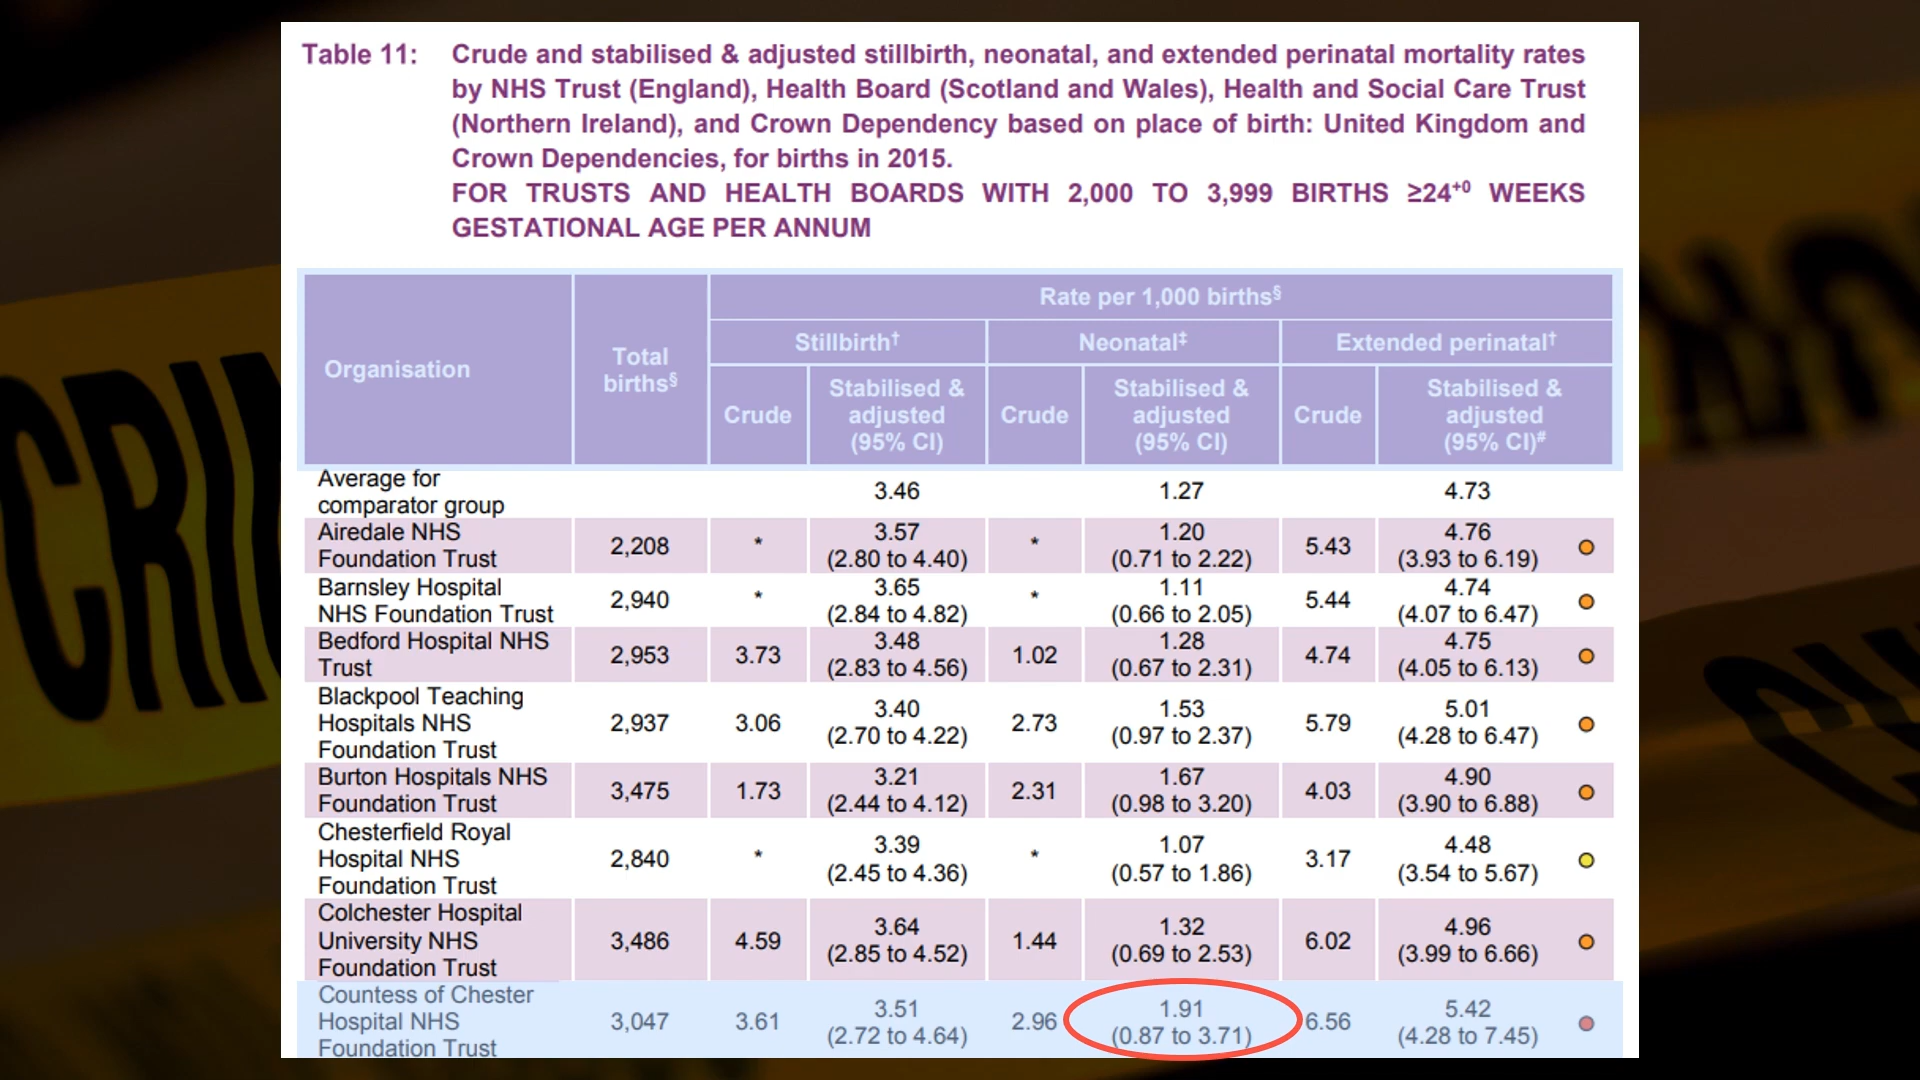 Table 11: Crude and stabilised & adjusted stillbirth, neonatal, and extended perinatal mortality rates
by NHS Trust (England), Health Board (Scotland and Wales), Health and Social Care Trust
(Northern Ireland), and Crown Dependency based on place of birth: United Kingdom and
Crown Dependencies, for births in 2015.
FOR TRUSTS AND HEALTH BOARDS WITH 2,000 TO 3,999 BIRTHS ≥24⁺⁰ WEEKS
GESTATIONAL AGE PER ANNUM
Rate per 1,000 births§
Stillbirth† Neonatal‡ Extended perinatal†
Organisation
Total
births§
Crude
Stabilised &
adjusted
(95% CI)
Crude
Stabilised &
adjusted
(95% CI)
Crude
Stabilised &
adjusted
(95% CI)#
Average for
comparator group
3.46 1.27 4.73
Airedale NHS
Foundation Trust
2,208 * 3.57 * 1.20 5.43 4.76
(2.80 to 4.40) (0.71 to 2.22) (3.93 to 6.19)
Barnsley Hospital
NHS Foundation Trust
2,940 * 3.65 * 1.11 5.44 4.74
(2.84 to 4.82) (0.66 to 2.05) (4.07 to 6.47)
Bedford Hospital NHS
Trust
2,953 3.73 3.48 1.02 1.28 4.74 4.75
(2.83 to 4.56) (0.67 to 2.31) (4.05 to 6.13)
Blackpool Teaching
Hospitals NHS
Foundation Trust
2,937 3.06 3.40 2.73 1.53 5.79 5.01
(2.70 to 4.22) (0.97 to 2.37) (4.28 to 6.47)
Burton Hospitals NHS
Foundation Trust
3,475 1.73 3.21 2.31 1.67 4.03 4.90
(2.44 to 4.12) (0.98 to 3.20) (3.90 to 6.88)
Chesterfield Royal
Hospital NHS
Foundation Trust
2,840 * 3.39 * 1.07 3.17 4.48
(2.45 to 4.36) (0.57 to 1.86) (3.54 to 5.67)
Colchester Hospital
University NHS
Foundation Trust
3,486 4.59 3.64 1.44 1.32 6.02 4.96
(2.85 to 4.52) (0.69 to 2.53) (3.99 to 6.66)
Countess of Chester
Hospital NHS
Foundation Trust
3,047 3.61 3.51 2.96 1.91 6.56 5.42
(2.72 to 4.64) (0.87 to 3.71) (4.28 to 7.45)